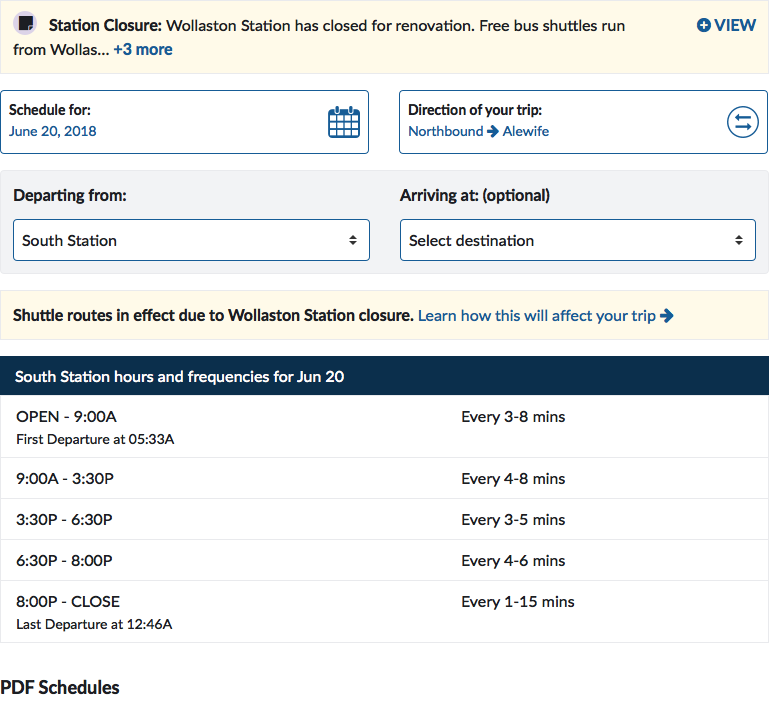 Station Closure: Wollaston Station has closed for renovation. Free bus shuttles run
from Wollas... +3 more
VIEW
Schedule for:
June 20, 2018
Direction of your trip:
Northbound → Alewife
Departing from:
South Station
Arriving at: (optional)
Select destination
Shuttle routes in effect due to Wollaston Station closure. Learn how this will affect your trip →
South Station hours and frequencies for Jun 20
OPEN - 9:00A Every 3-8 mins
First Departure at 05:33A
9:00A - 3:30P Every 4-8 mins
3:30P - 6:30P Every 3-5 mins
6:30P - 8:00P Every 4-6 mins
8:00P - CLOSE Every 1-15 mins
Last Departure at 12:46A
PDF Schedules